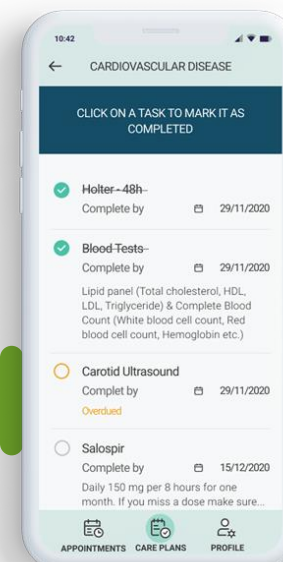 10:42
CARDIOVASCULAR DISEASE
CLICK ON A TASK TO MARK IT AS
COMPLETED
Holter - 48h
Complete by 29/11/2020
Blood Tests
Complete by 29/11/2020
Lipid panel (Total cholesterol, HDL,
LDL, Triglyceride) & Complete Blood
Count (White blood cell count, Red
blood cell count, Hemoglobin etc.)
Carotid Ultrasound
Complet by 29/11/2020
Overdued
Salospir
Complete by 15/12/2020
Daily 150 mg per 8 hours for one
month. If you miss a dose make sure...
APPOINTMENTS CARE PLANS PROFILE